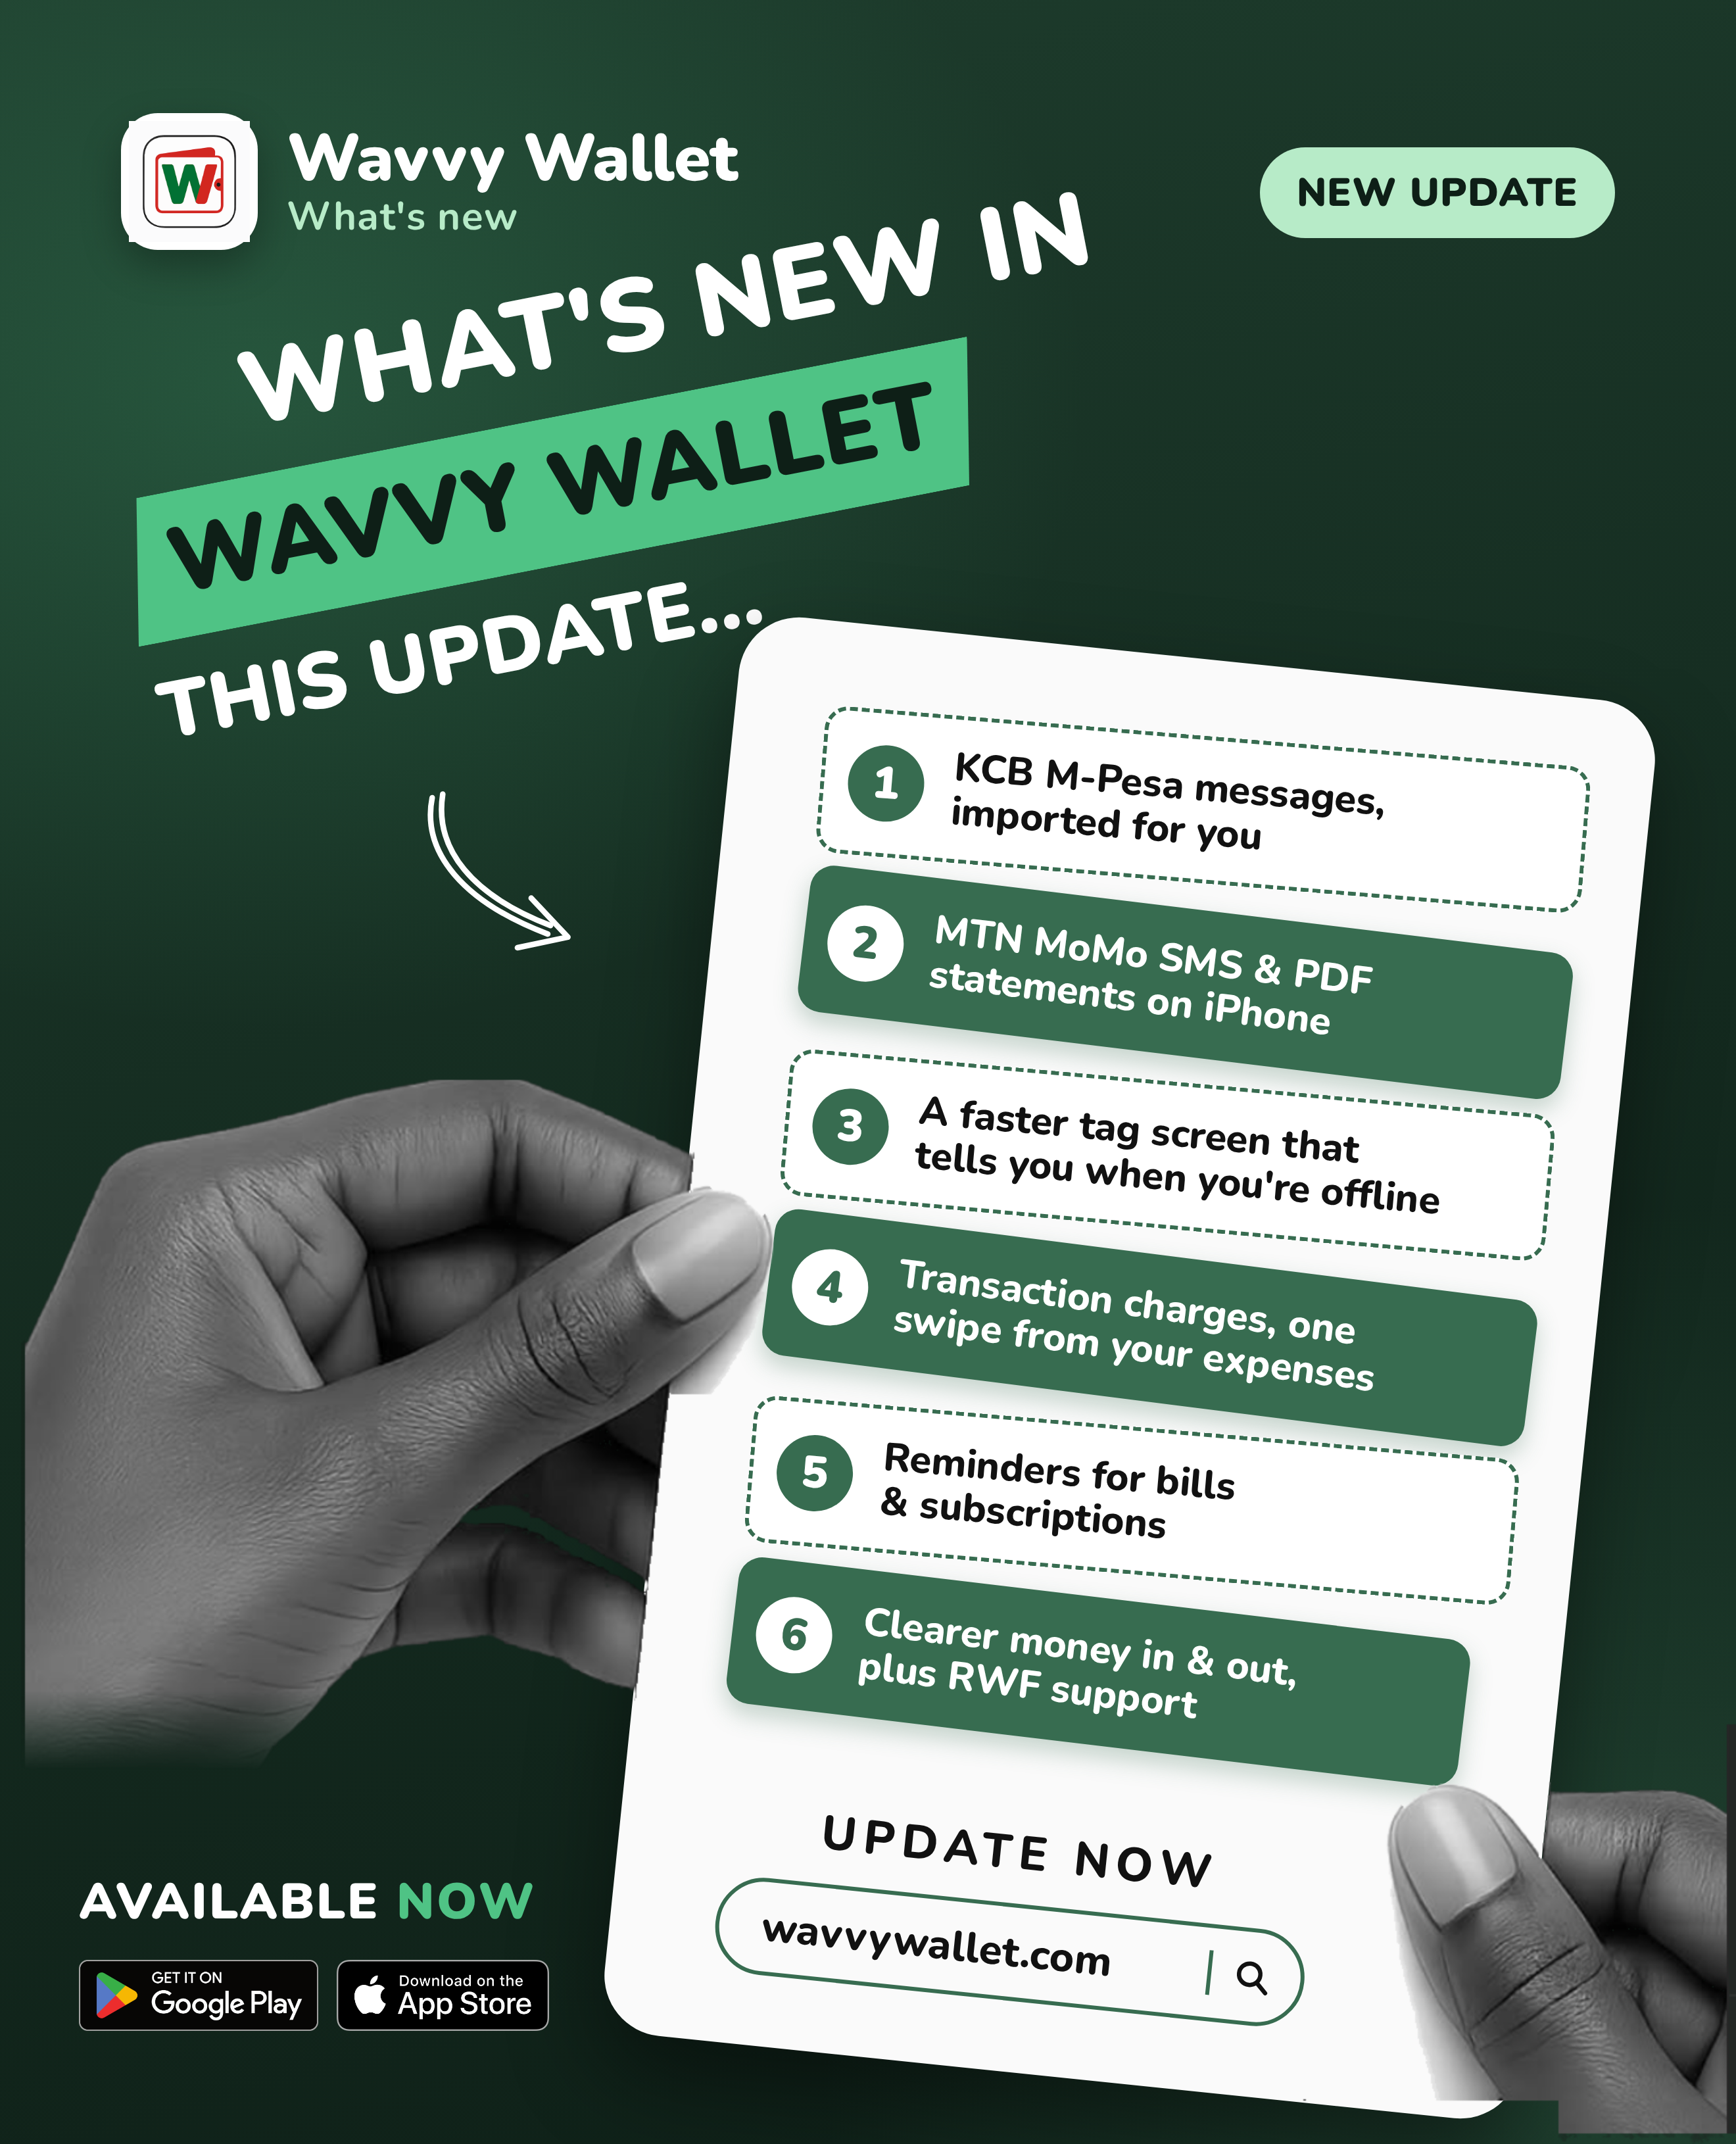 W
Wavvy Wallet
What's new
NEW UPDATE
WHAT'S NEW IN
WAVVY WALLET
THIS UPDATE...
1
KCB M-Pesa messages,
imported for you
2
MTN MoMo SMS & PDF
statements on iPhone
3
A faster tag screen that
tells you when you're offline
4
Transaction charges, one
swipe from your expenses
5
Reminders for bills
& subscriptions
6
Clearer money in & out,
plus RWF support
UPDATE NOW
wavvywallet.com
AVAILABLE NOW
GET IT ON
Google Play
Download on the
App Store